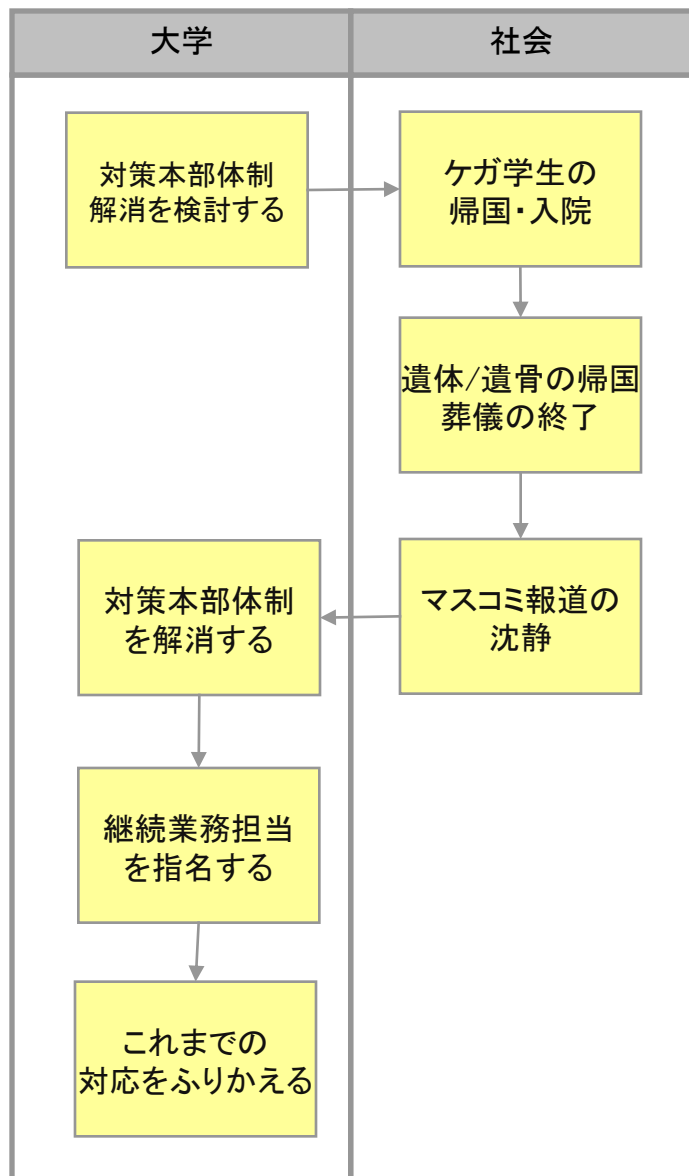 大学
社会
対策本部体制
解消を検討する
ケガ学生の
帰国・入院
遺体/遺骨の帰国
葬儀の終了
マスコミ報道の
沈静
対策本部体制
を解消する
継続業務担当
を指名する
これまでの
対応をふりかえる